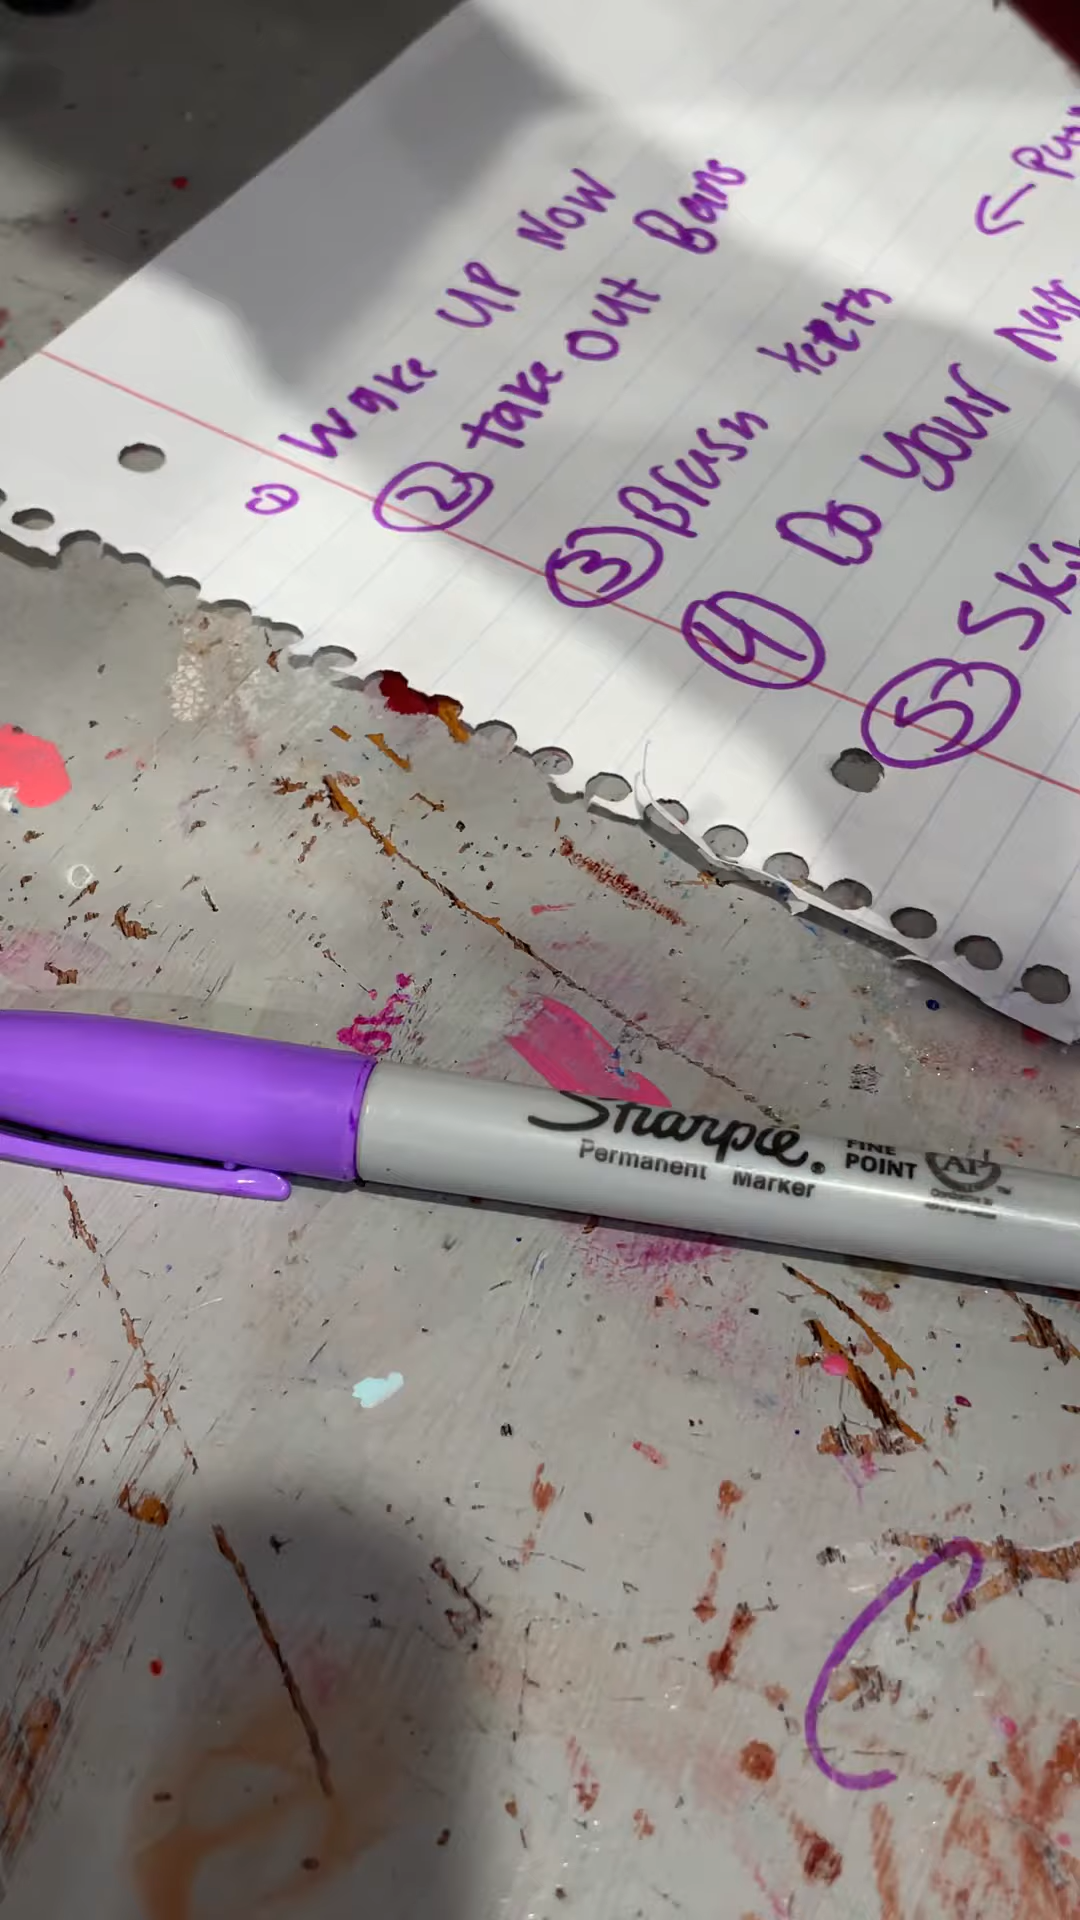 ① Wake UP Now
② take out Bans
③ Brush teeth
④ Do Your
⑤
Sharpie.
Permanent Marker
FINE POINT
AP